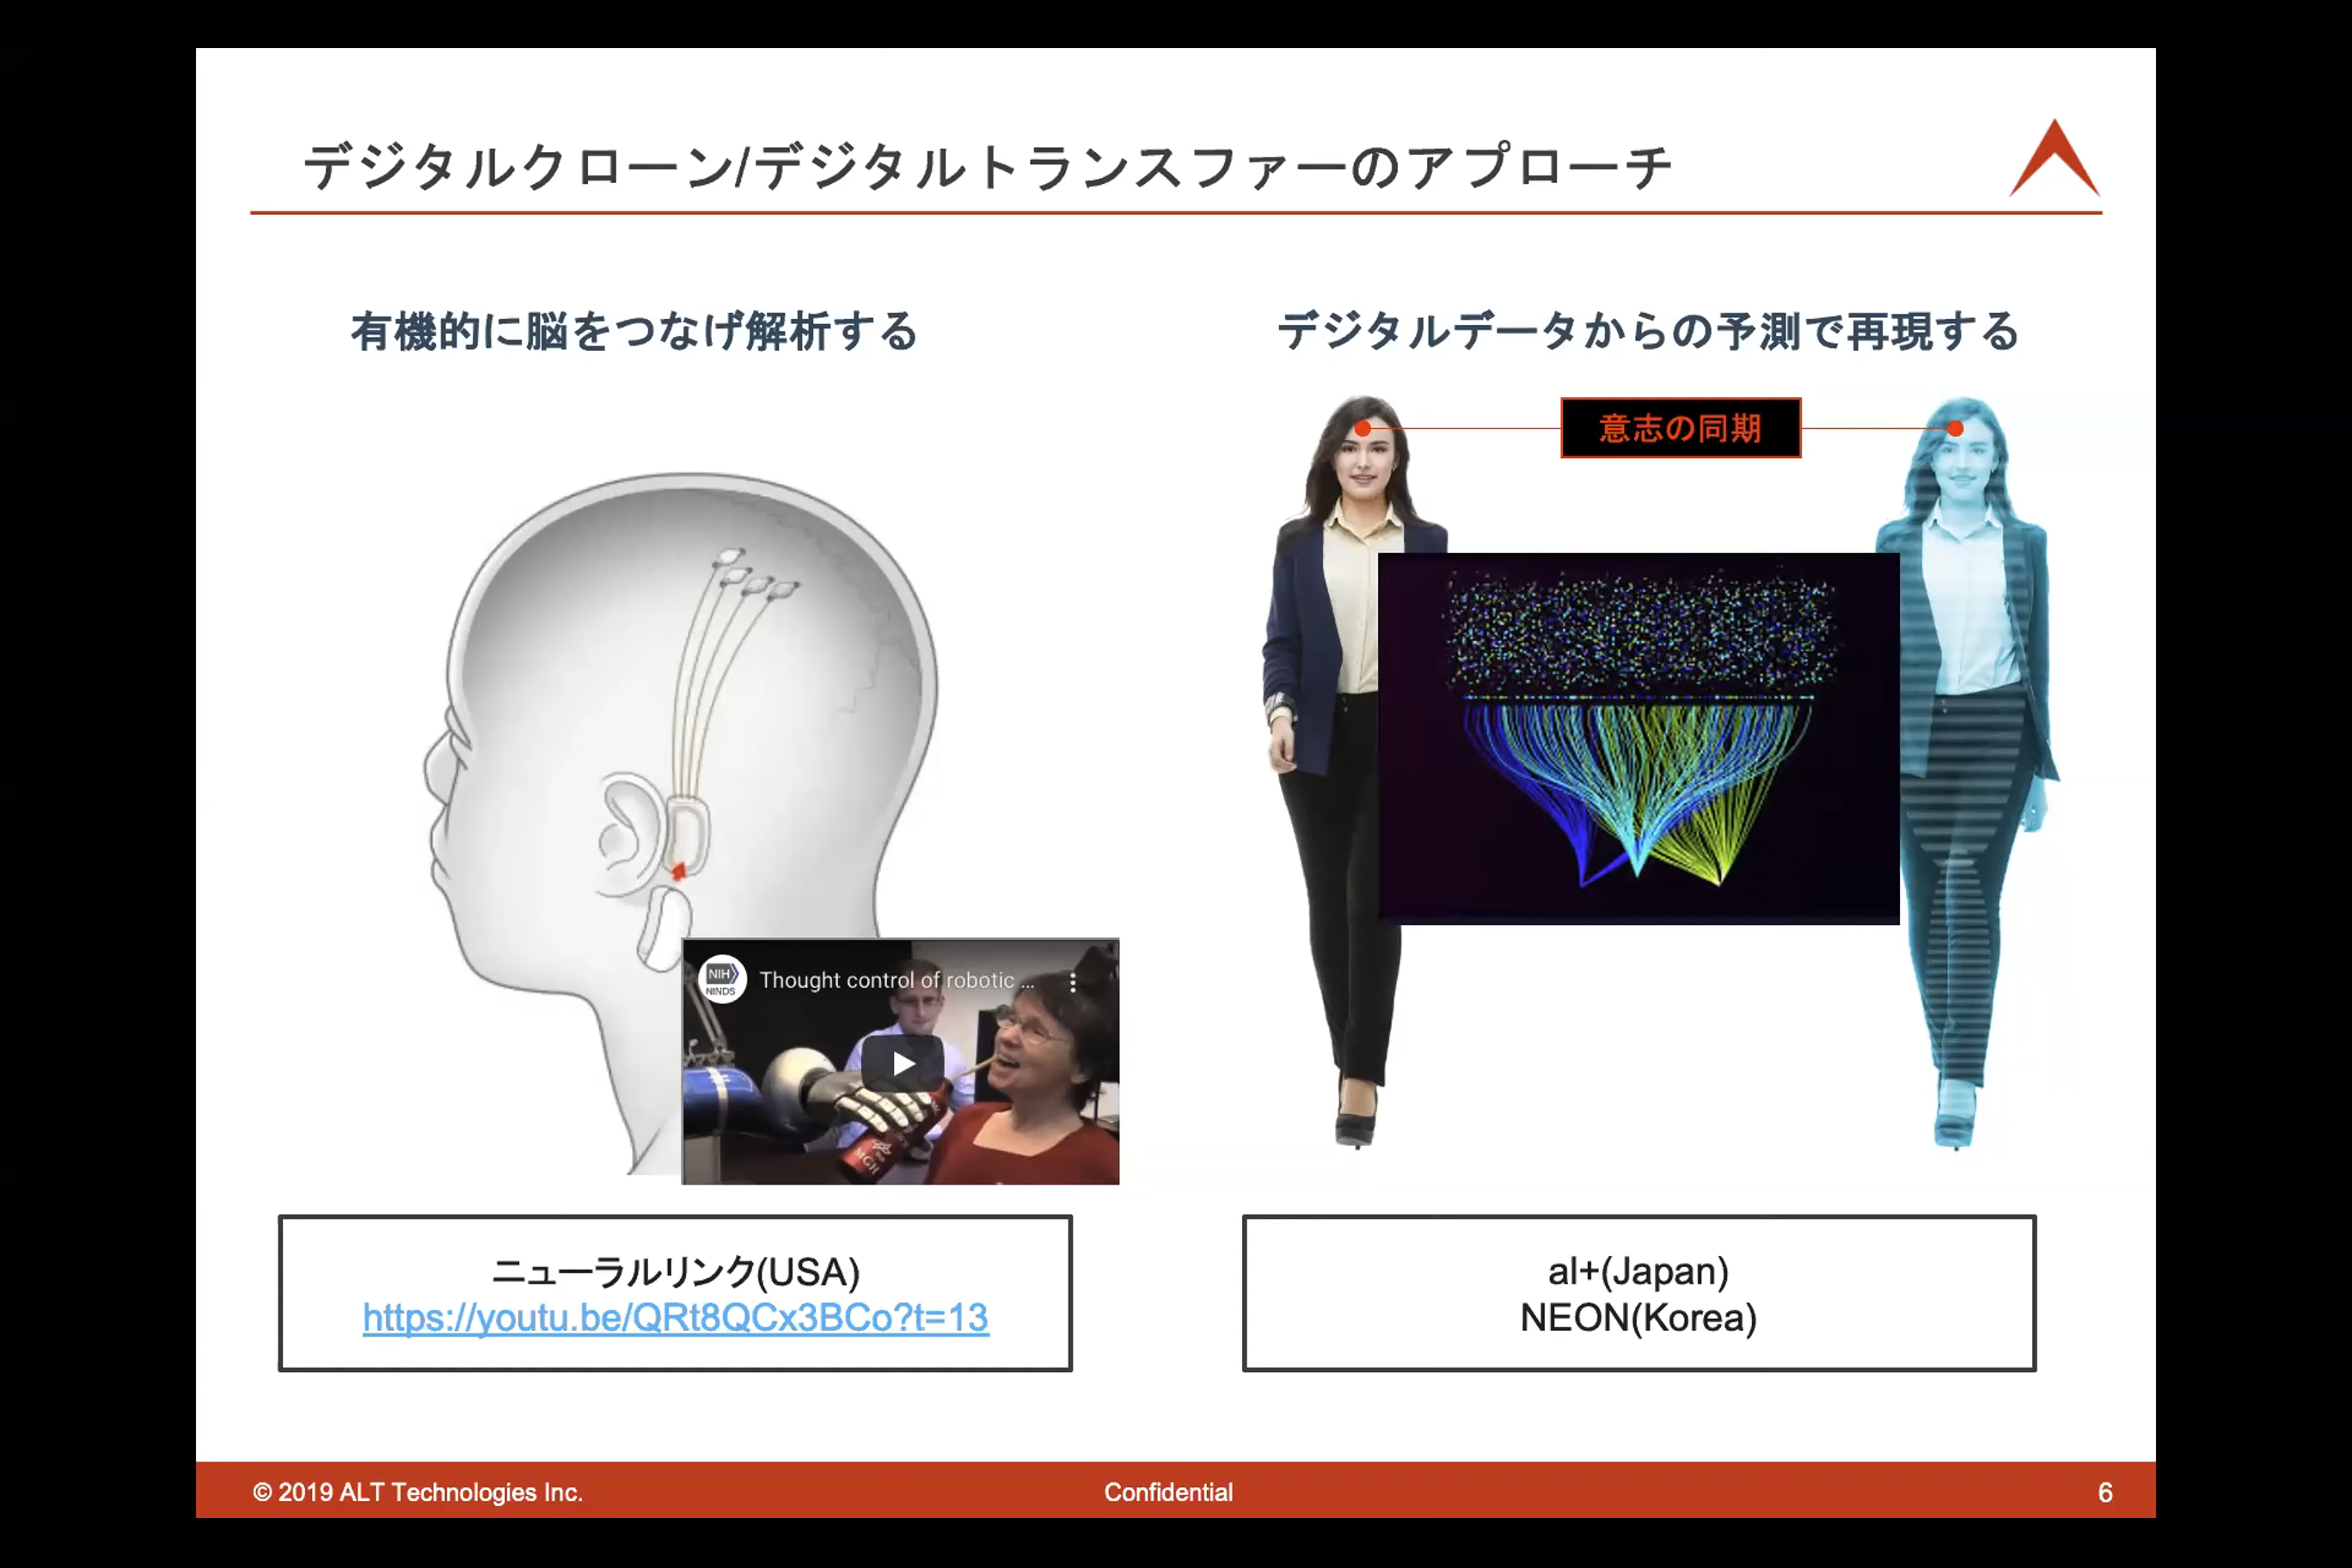 デジタルクローン/デジタルトランスファーのアプローチ
有機的に脳をつなげ解析する
NIH
NINDS
Thought control of robotic ...
MGH
ニューラルリンク(USA)
https://youtu.be/QRt8QCx3BCo?t=13
デジタルデータからの予測で再現する
意志の同期
al+(Japan)
NEON(Korea)
© 2019 ALT Technologies Inc.
Confidential
6